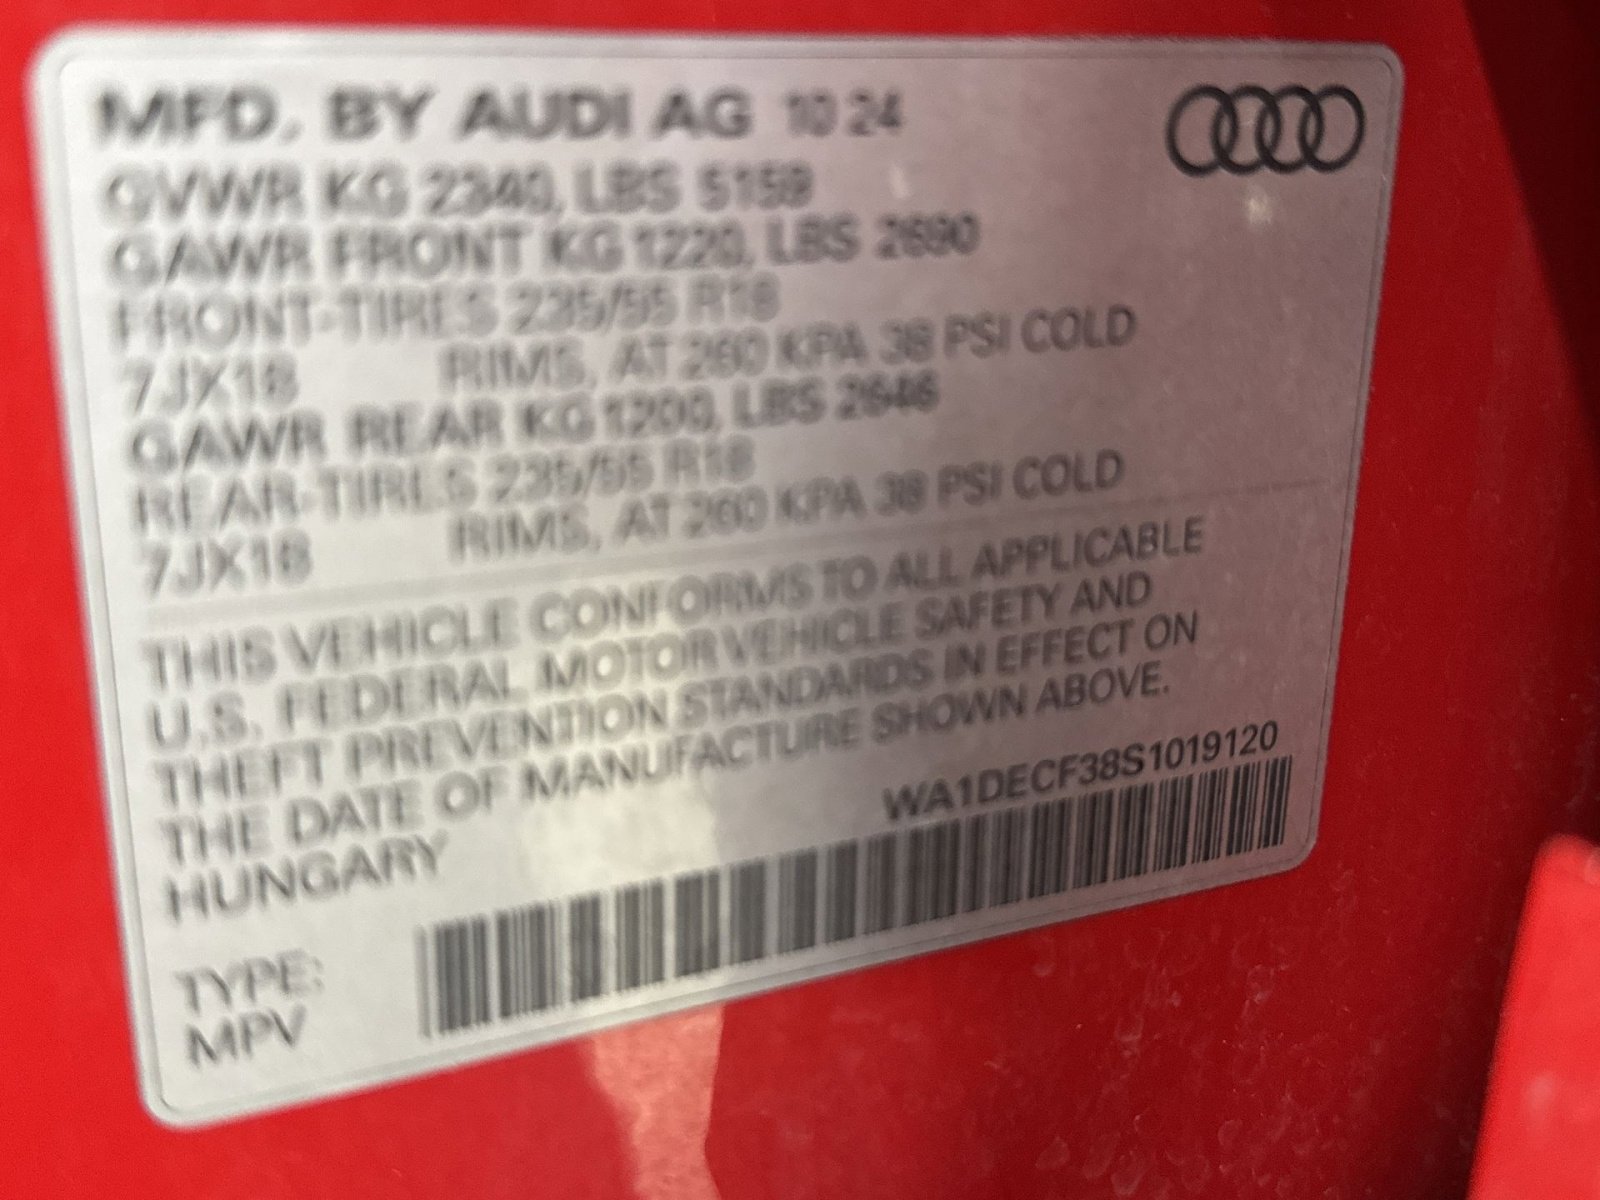 MFD. BY AUDI AG 10 24
GVWR KG 2340, LBS 5159
GAWR FRONT KG 1220, LBS 2690
FRONT-TIRES 235/55 R18
7JX18 RIMS, AT 260 KPA 38 PSI COLD
GAWR REAR KG 1200, LBS 2646
REAR-TIRES 235/55 R18
7JX18 RIMS, AT 260 KPA 38 PSI COLD
THIS VEHICLE CONFORMS TO ALL APPLICABLE
U.S. FEDERAL MOTOR VEHICLE SAFETY AND
THEFT PREVENTION STANDARDS IN EFFECT ON
THE DATE OF MANUFACTURE SHOWN ABOVE.
HUNGARY WA1DECF38S1019120
TYPE:
MPV